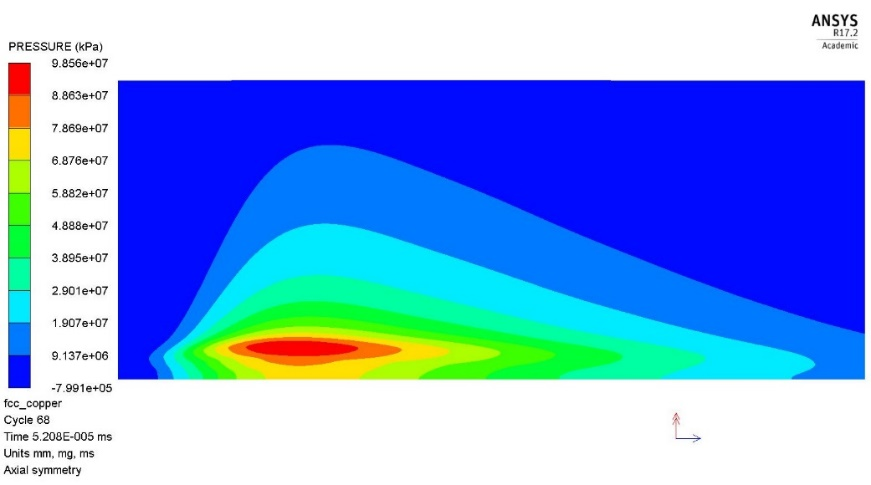 ANSYS
R17.2
Academic
PRESSURE (kPa)
9.856e+07
8.863e+07
7.869e+07
6.876e+07
5.882e+07
4.888e+07
3.895e+07
2.901e+07
1.907e+07
9.137e+06
-7.991e+05
fcc_copper
Cycle 68
Time 5.208E-005 ms
Units mm, mg, ms
Axial symmetry